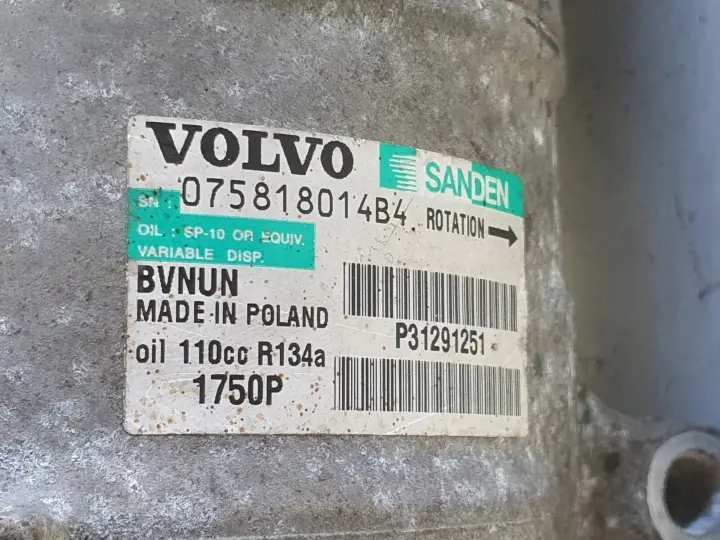 VOLVO
SANDEN
SN : 075818014B4
ROTATION →
OIL : SP-10 OR EQUIV.
VARIABLE DISP.
BVNUN
MADE IN POLAND
P31291251
oil 110cc R134a
1750P